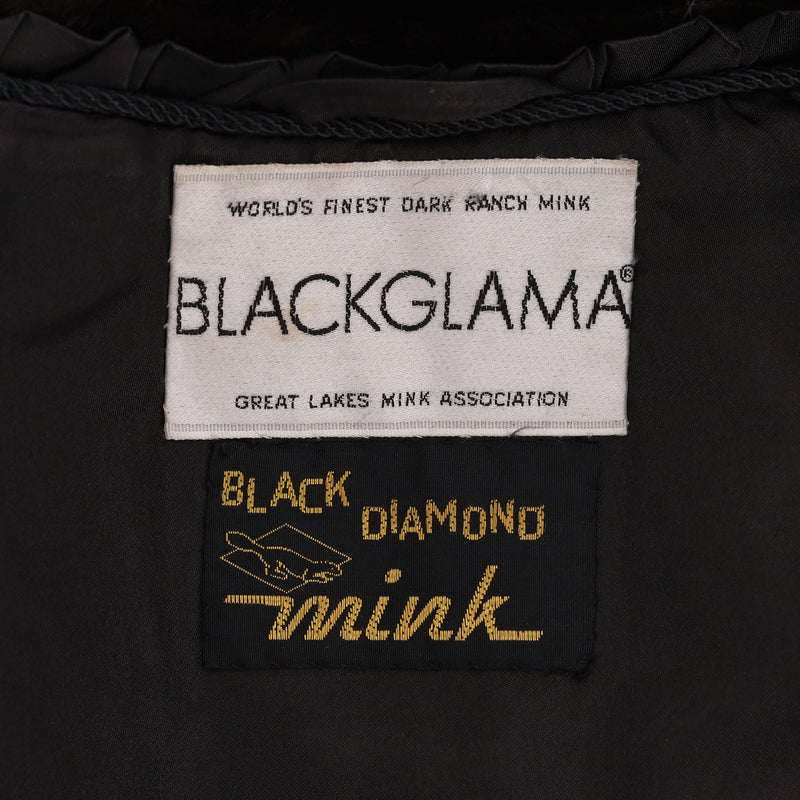 WORLD'S FINEST DARK RANCH MINK
BLACKGLAMA®
GREAT LAKES MINK ASSOCIATION
BLACK
DIAMOND
mink